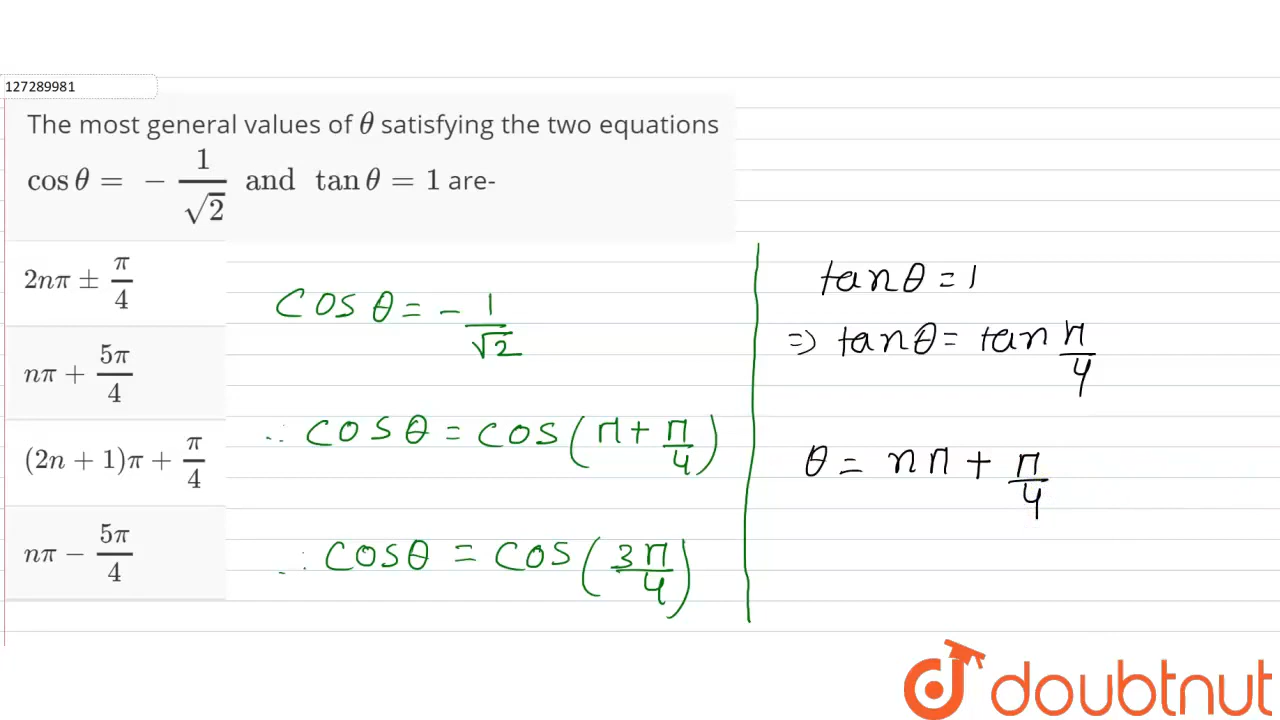 127289981
The most general values of θ satisfying the two equations
cos θ = − 1/√2 and tan θ = 1 are-
2nπ ± π/4
nπ + 5π/4
(2n + 1)π + π/4
nπ − 5π/4
cos θ = − 1/√2
∴ cos θ = cos (π + π/4)
∴ cos θ = cos (3π/4)
tan θ = 1
⇒ tan θ = tan π/4
θ = nπ + π/4
doubtnut